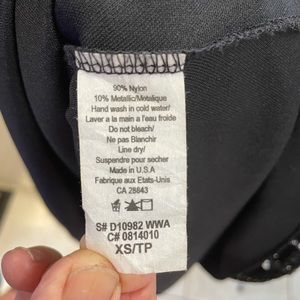 90% Nylon
10% Metallic/Metalique
Hand wash in cold water/
Laver a la main a l'eau froide
Do not bleach/
Ne pas Blanchir
Line dry/
Suspendre pour secher
Made in U.S.A
Fabrique aux Etats-Unis
CA 28843
S# D10982 WWA
C# 0814010
XS/TP